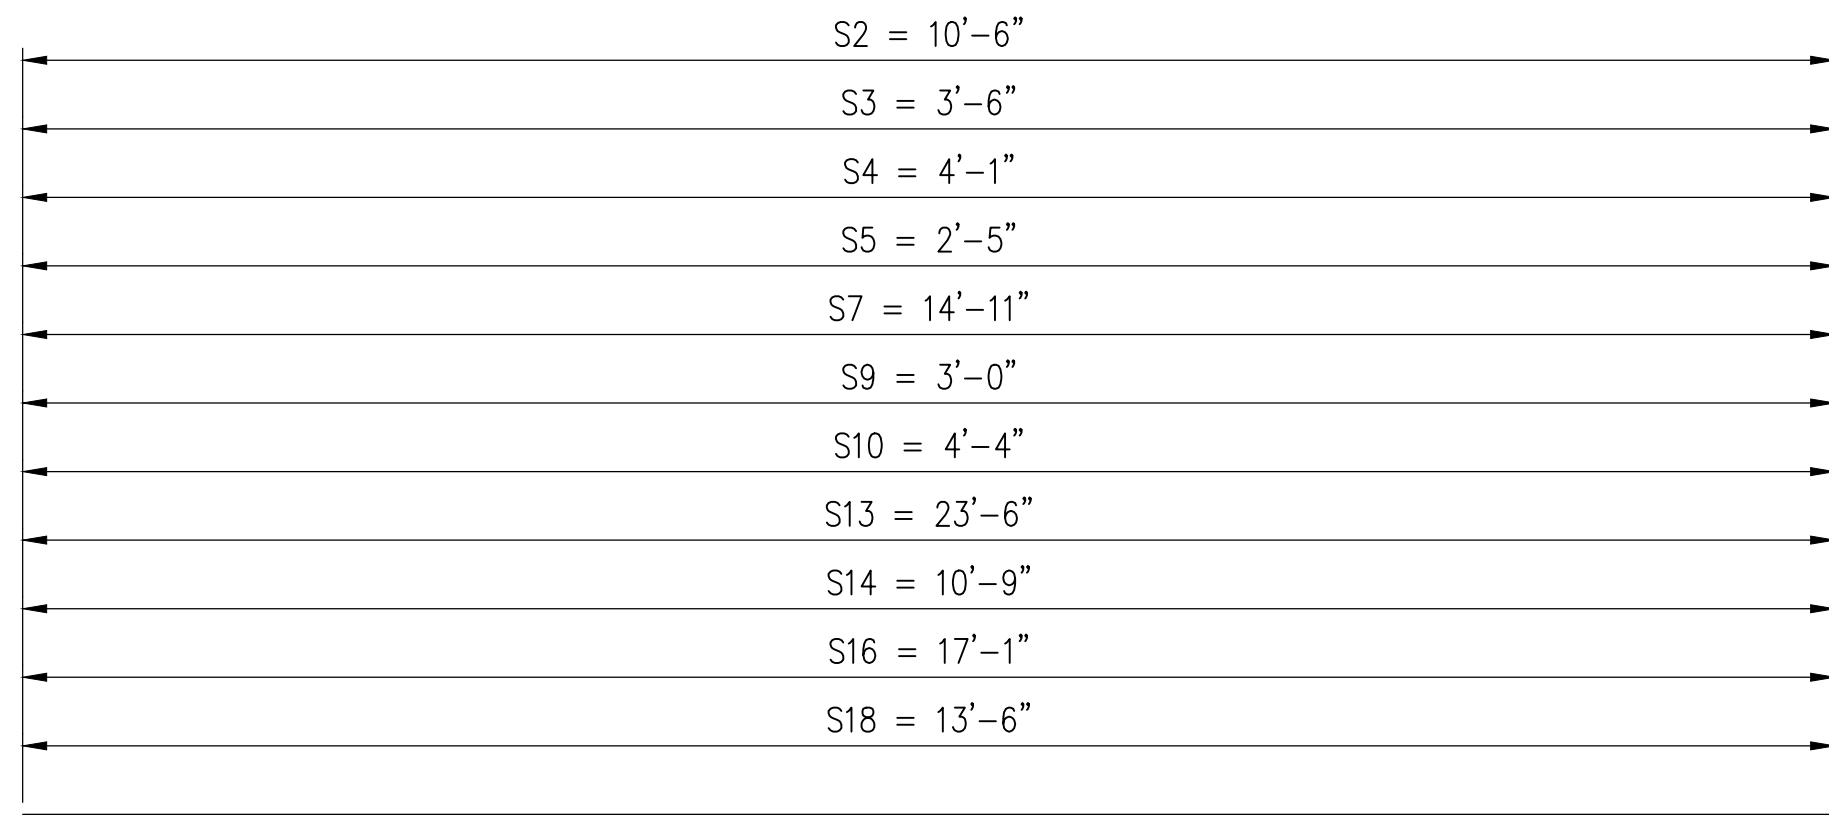 S2 = 10'-6"
S3 = 3'-6"
S4 = 4'-1"
S5 = 2'-5"
S7 = 14'-11"
S9 = 3'-0"
S10 = 4'-4"
S13 = 23'-6"
S14 = 10'-9"
S16 = 17'-1"
S18 = 13'-6"